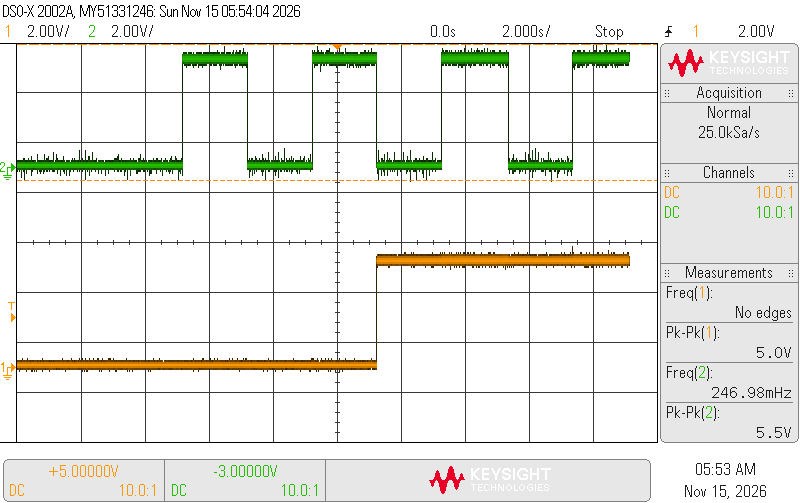 DSO-X 2002A, MY51331246: Sun Nov 15 05:54:04 2026
1 2.00V/ 2 2.00V/ 0.0s 2.000s/ Stop 1 2.00V
KEYSIGHT
TECHNOLOGIES
Acquisition
Normal
25.0kSa/s
Channels
DC 10.0:1
DC 10.0:1
Measurements
Freq(1):
No edges
Pk-Pk(1):
5.0V
Freq(2):
246.98mHz
Pk-Pk(2):
5.5V
2
T
1
+5.00000V
DC 10.0:1
-3.00000V
DC 10.0:1
KEYSIGHT
TECHNOLOGIES
05:53 AM
Nov 15, 2026